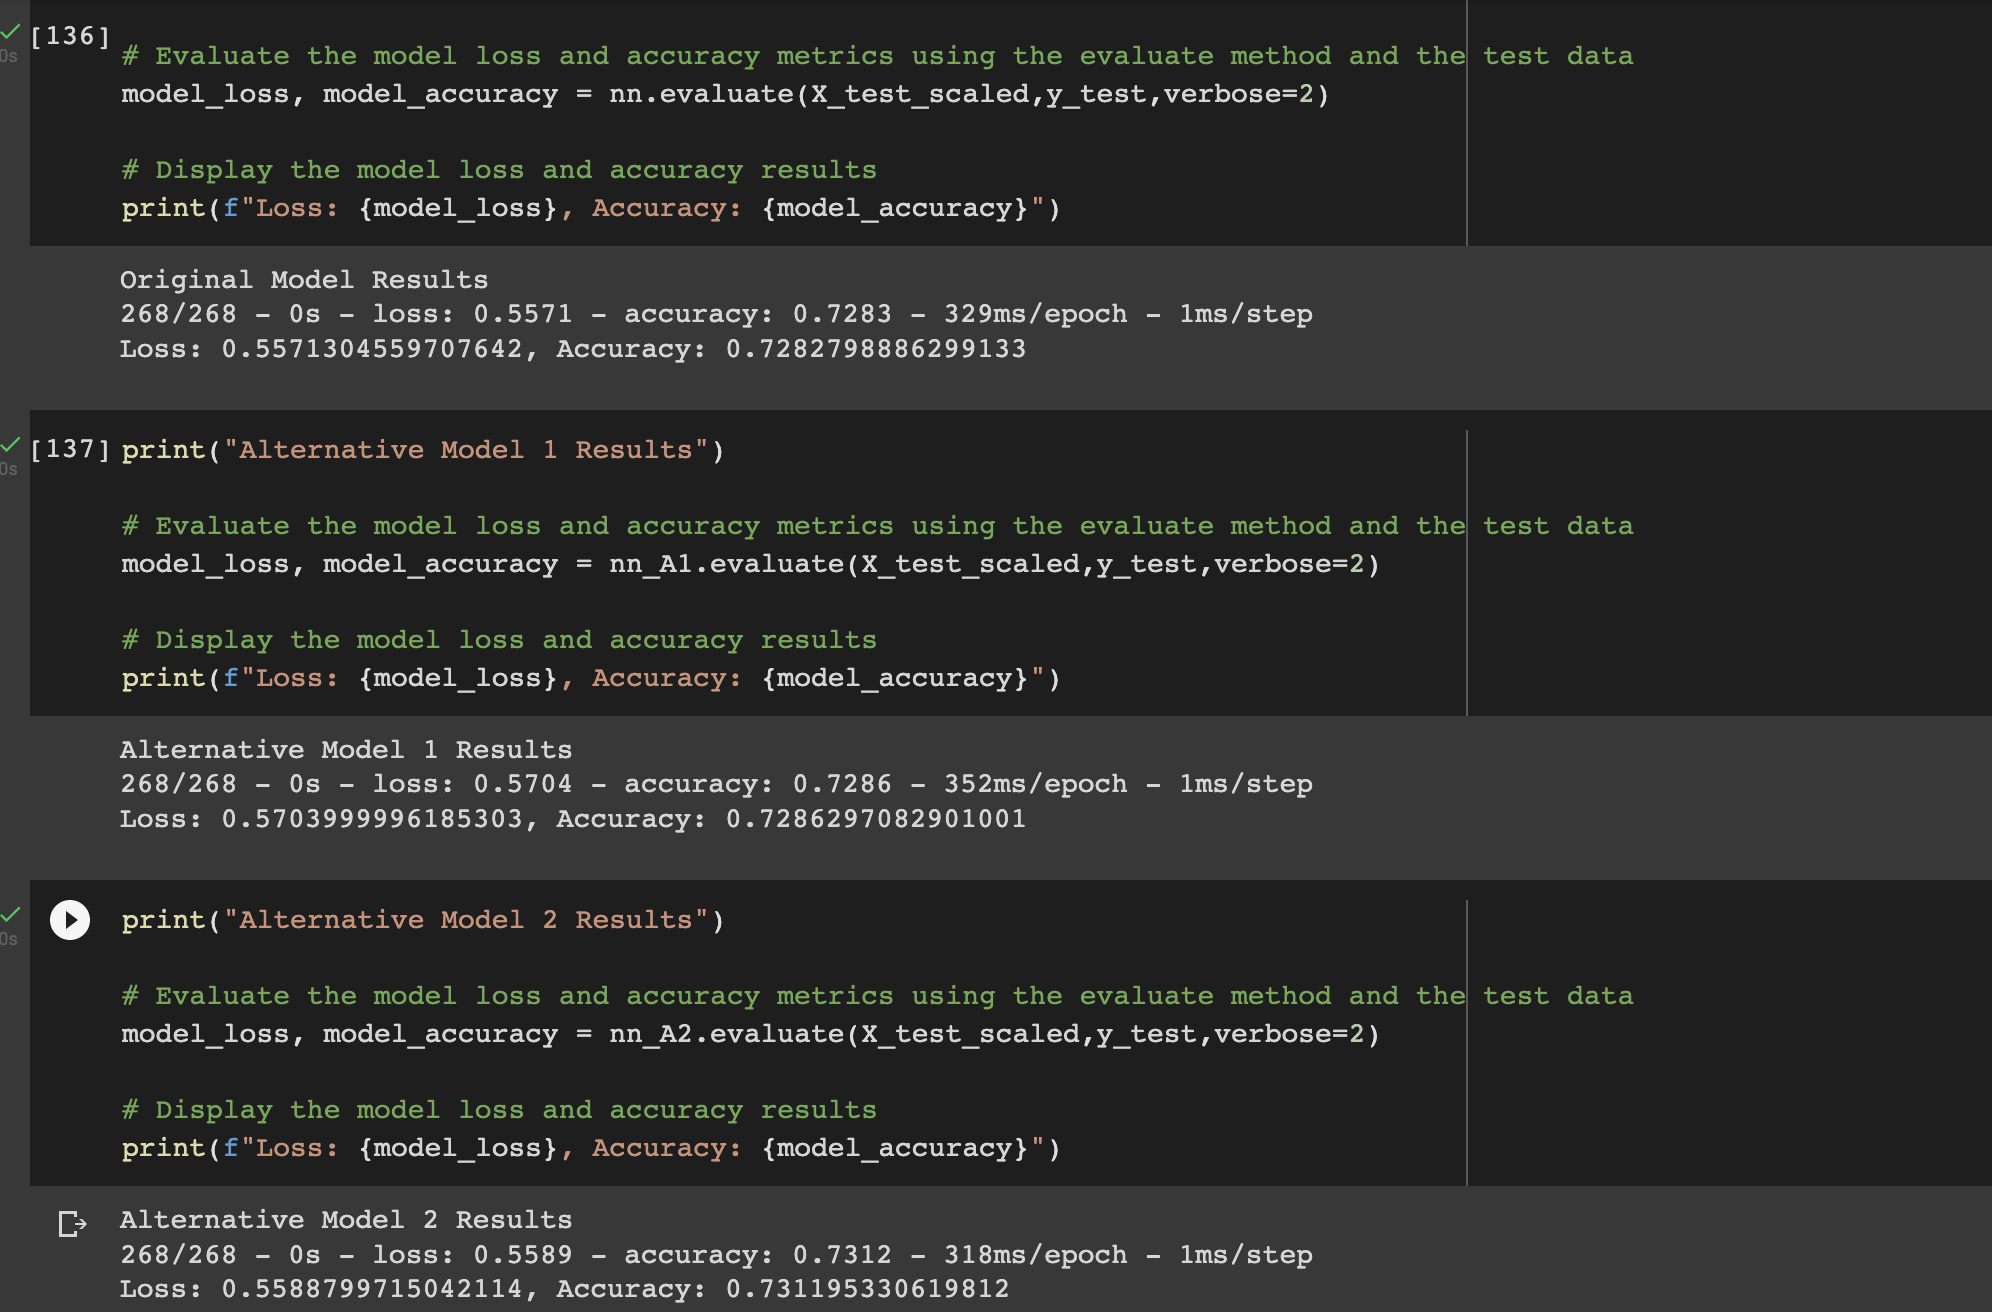 [136]
0s
# Evaluate the model loss and accuracy metrics using the evaluate method and the test data
model_loss, model_accuracy = nn.evaluate(X_test_scaled,y_test,verbose=2)
# Display the model loss and accuracy results
print(f"Loss: {model_loss}, Accuracy: {model_accuracy}")
Original Model Results
268/268 - 0s - loss: 0.5571 - accuracy: 0.7283 - 329ms/epoch - 1ms/step
Loss: 0.5571304559707642, Accuracy: 0.7282798886299133
[137] print("Alternative Model 1 Results")
0s
# Evaluate the model loss and accuracy metrics using the evaluate method and the test data
model_loss, model_accuracy = nn_A1.evaluate(X_test_scaled,y_test,verbose=2)
# Display the model loss and accuracy results
print(f"Loss: {model_loss}, Accuracy: {model_accuracy}")
Alternative Model 1 Results
268/268 - 0s - loss: 0.5704 - accuracy: 0.7286 - 352ms/epoch - 1ms/step
Loss: 0.5703999996185303, Accuracy: 0.7286297082901001
print("Alternative Model 2 Results")
0s
# Evaluate the model loss and accuracy metrics using the evaluate method and the test data
model_loss, model_accuracy = nn_A2.evaluate(X_test_scaled,y_test,verbose=2)
# Display the model loss and accuracy results
print(f"Loss: {model_loss}, Accuracy: {model_accuracy}")
Alternative Model 2 Results
268/268 - 0s - loss: 0.5589 - accuracy: 0.7312 - 318ms/epoch - 1ms/step
Loss: 0.5588799715042114, Accuracy: 0.731195330619812